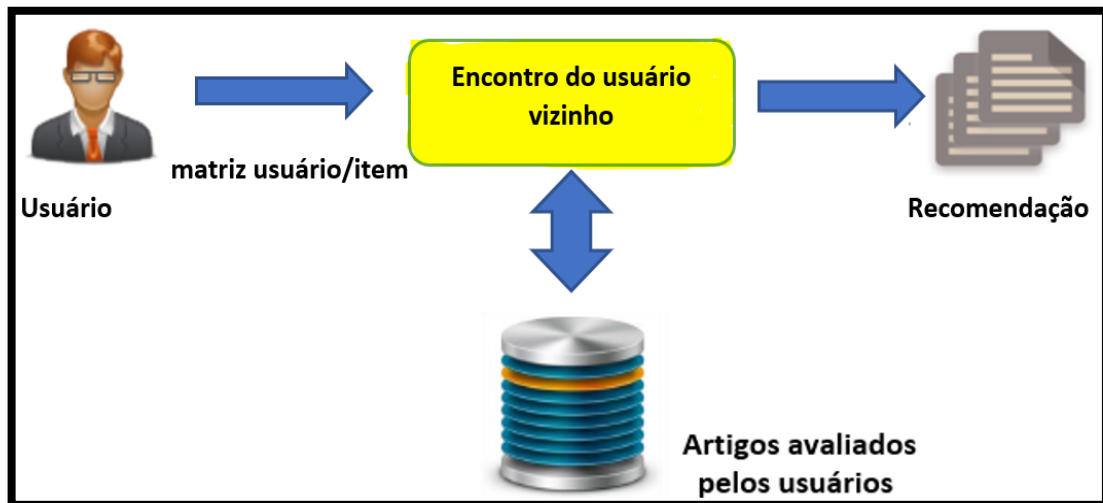 Encontro do usuário
vizinho
matriz usuário/item
Usuário
Recomendação
Artigos avaliados
pelos usuários